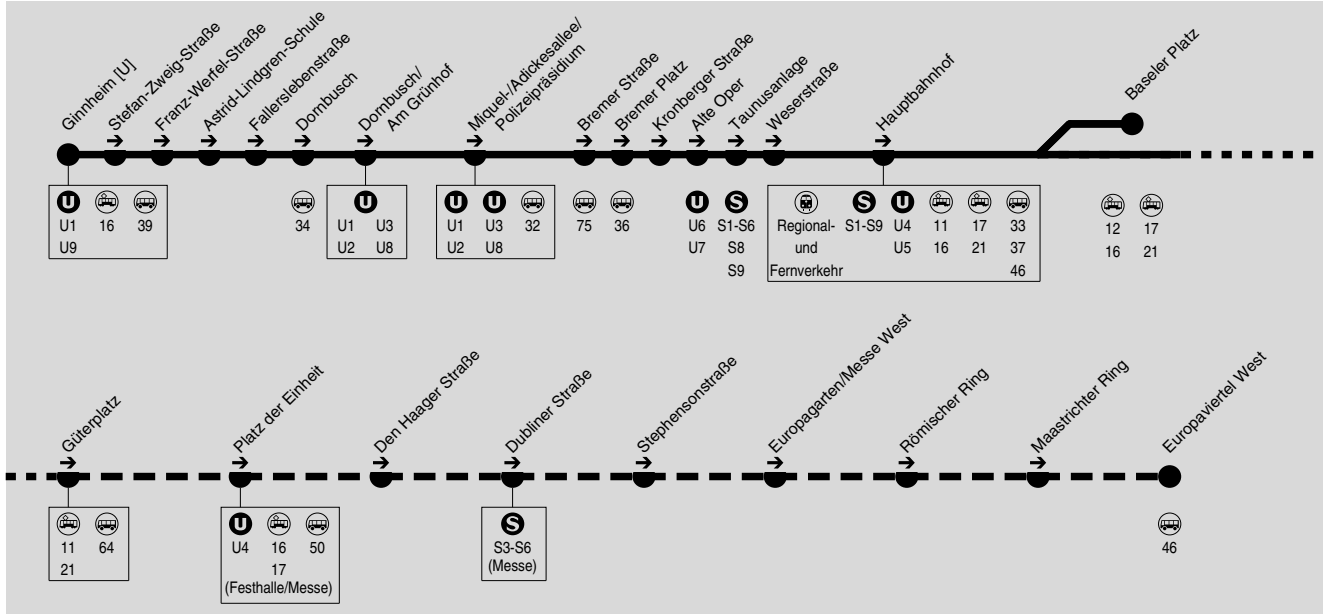 Ginnheim [U]
Stefan-Zweig-Straße
Franz-Werfel-Straße
Astrid-Lindgren-Schule
Fallerslebenstraße
Dornbusch
Dornbusch/
Am Grünhof
Miquel-/Adickesallee/
Polizeipräsidium
Bremer Straße
Bremer Platz
Kronberger Straße
Alte Oper
Taunusanlage
Weserstraße
Hauptbahnhof
Baseler Platz
U 16 39
U1
U9
34
U
U1 U3
U2 U8
U U
U1 U3 32
U2 U8
75
36
U S
U6 S1-S6
U7 S8
S9
S U
Regional- S1-S9 U4 11 17 33
und U5 16 21 37
Fernverkehr 46
12 17
16 21
Güterplatz
Platz der Einheit
Den Haager Straße
Dubliner Straße
Stephensonstraße
Europagarten/Messe West
Römischer Ring
Maastrichter Ring
Europaviertel West
11 64
21
U
U4 16 50
17
(Festhalle/Messe)
S
S3-S6
(Messe)
46